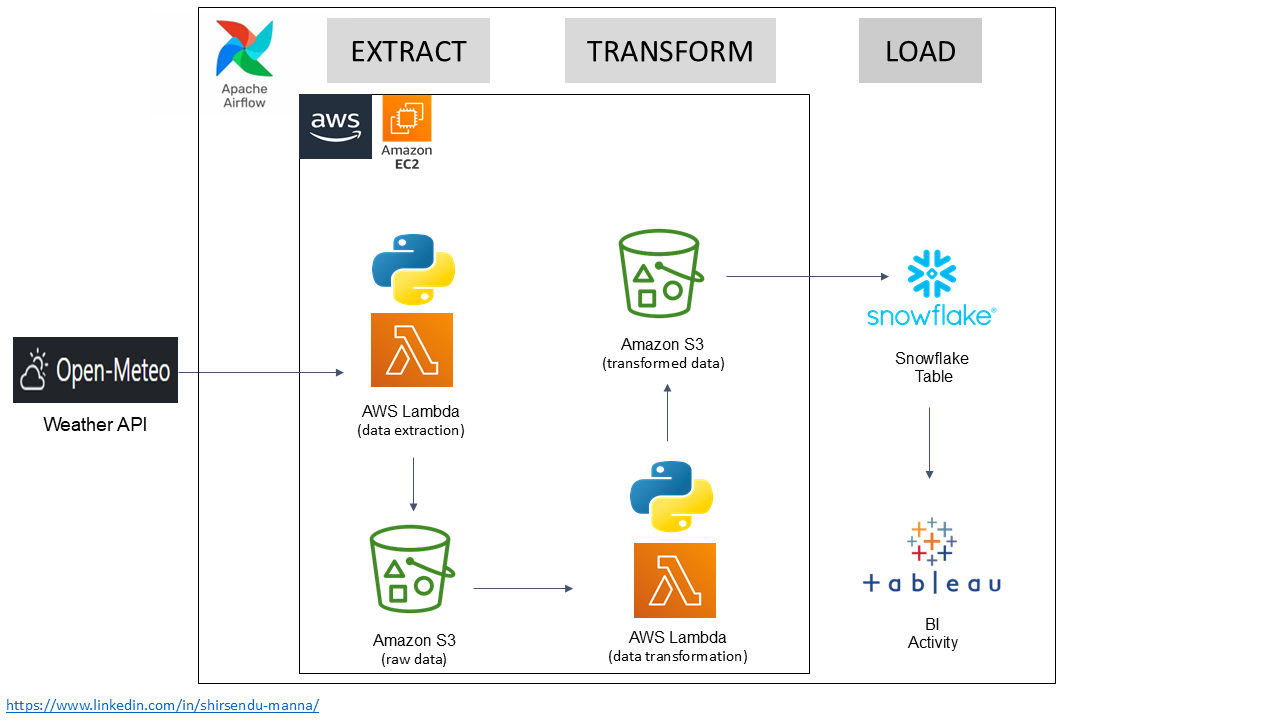 Apache
Airflow
EXTRACT
TRANSFORM
LOAD
aws
Amazon
EC2
Open-Meteo
Weather API
AWS Lambda
(data extraction)
Amazon S3
(raw data)
Amazon S3
(transformed data)
AWS Lambda
(data transformation)
snowflake®
Snowflake
Table
tableau
BI
Activity
https://www.linkedin.com/in/shirsendu-manna/